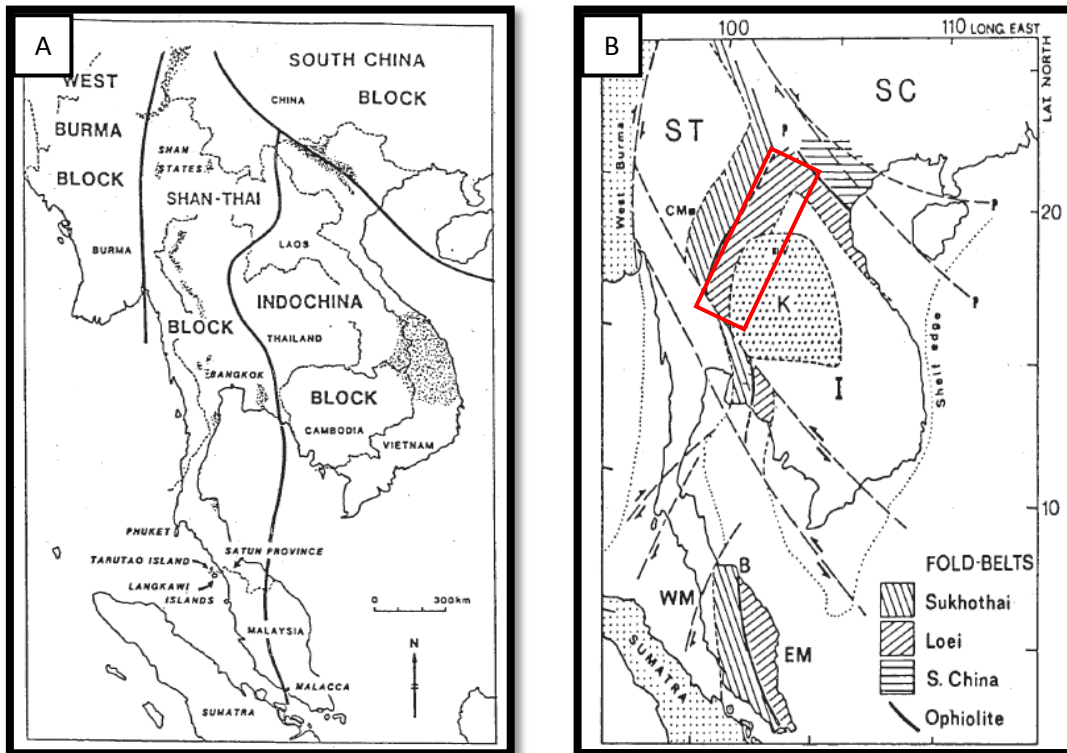 A
WEST
BURMA
BLOCK
SOUTH CHINA
BLOCK
CHINA
SHAN
STATES
SHAN-THAI
BURMA
LAOS
INDOCHINA
BLOCK
THAILAND
BANGKOK
BLOCK
CAMBODIA
VIETNAM
PHUKET
TARUTAO ISLAND
SATUN PROVINCE
LANGKAWI
ISLANDS
0 300km
MALAYSIA
N
MALACCA
SUMATRA
B
100 110 LONG. EAST
LAT NORTH
SC
ST
P
West Burma
CM
20
P
K
P
I
Shelf edge
10
B
WM
EM
SUMATRA
FOLD-BELTS
Sukhothai
Loei
S. China
Ophiolite